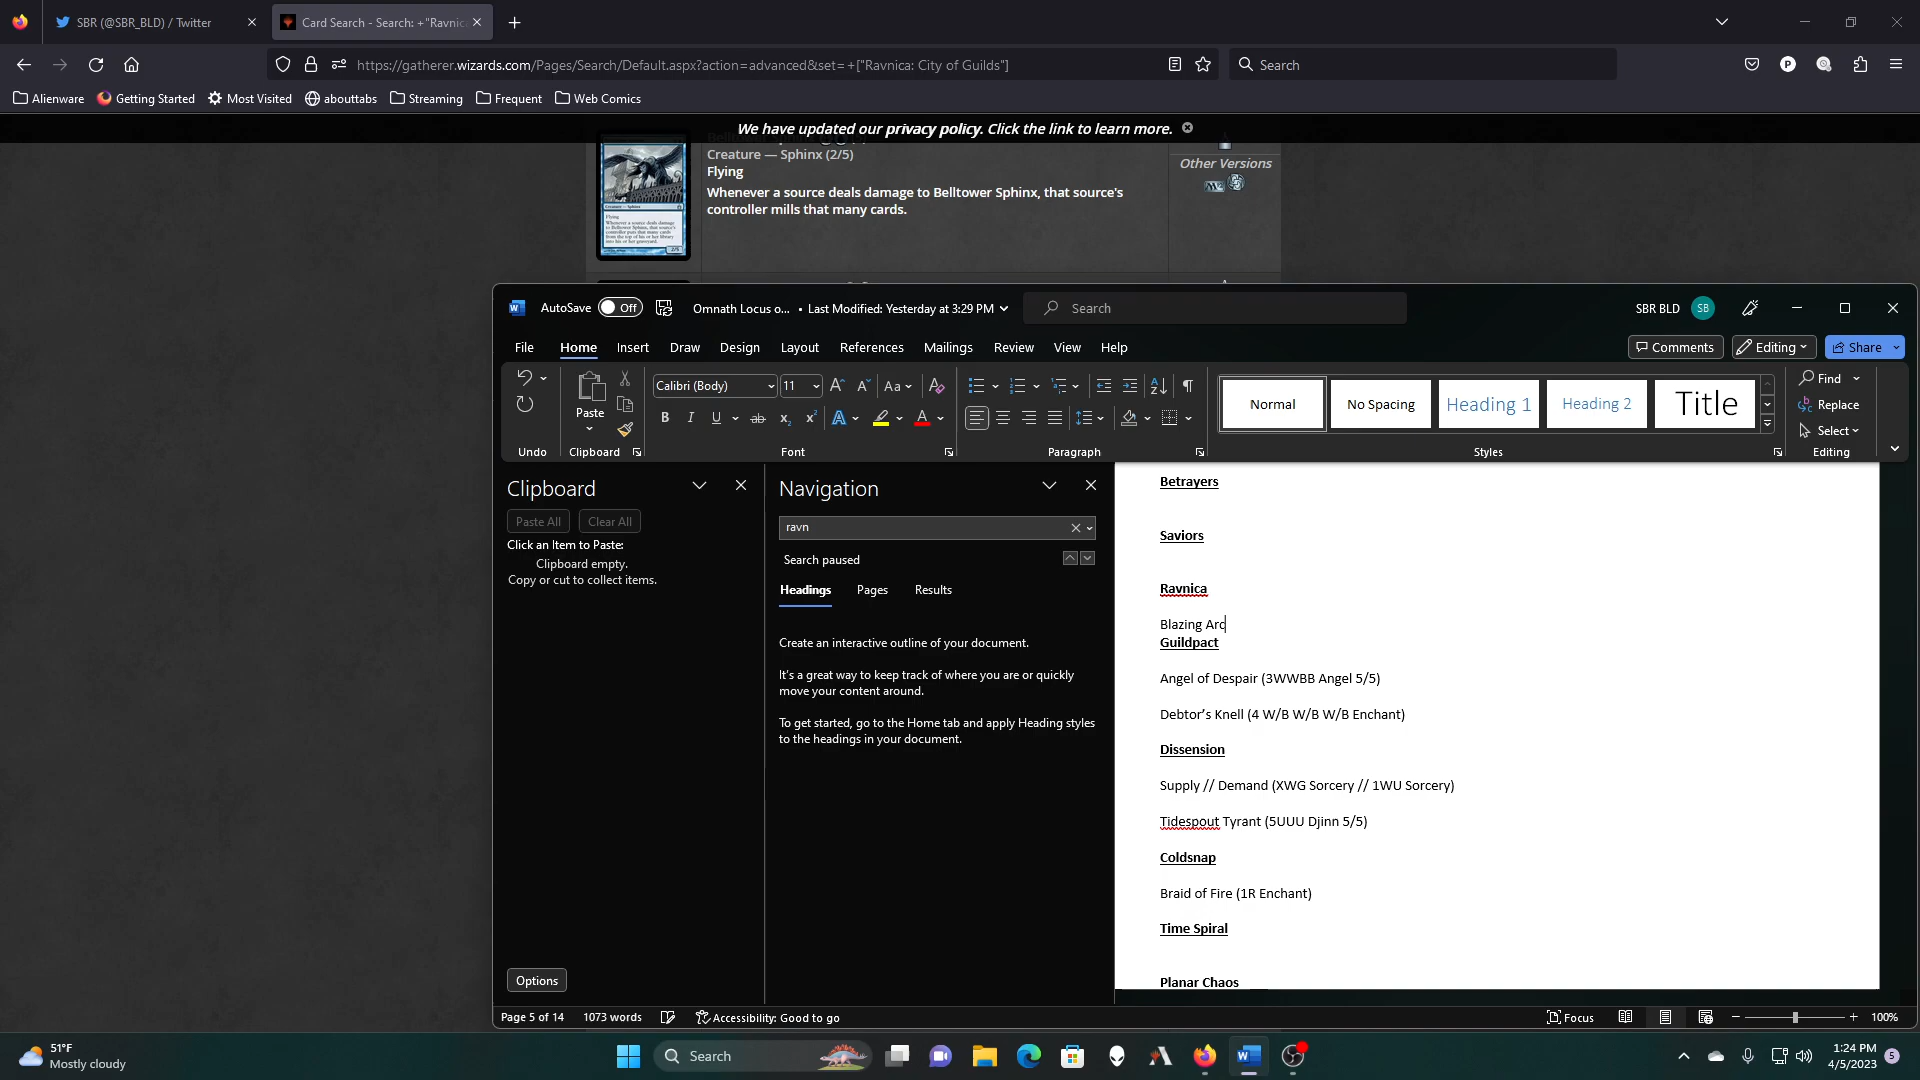 SBR (@SBR_BLD) / Twitter
Card Search - Search: +"Ravnica
https://gatherer.wizards.com/Pages/Search/Default.aspx?action=advanced&set=+["Ravnica: City of Guilds"]
Search
Alienware
Getting Started
Most Visited
abouttabs
Streaming
Frequent
Web Comics
We have updated our privacy policy. Click the link to learn more.
Creature — Sphinx (2/5)
Flying
Whenever a source deals damage to Belltower Sphinx, that source's
controller mills that many cards.
Other Versions
AutoSave Off
Omnath Locus o... • Last Modified: Yesterday at 3:29 PM
Search
SBR BLD SB
File Home Insert Draw Design Layout References Mailings Review View Help
Comments Editing Share
Paste
Calibri (Body) 11
Normal No Spacing Heading 1 Heading 2 Title
Find
Replace
Select
Undo Clipboard Font Paragraph Styles Editing
Clipboard
Paste All Clear All
Click an Item to Paste:
Clipboard empty.
Copy or cut to collect items.
Options
Navigation
ravn
Search paused
Headings Pages Results
Create an interactive outline of your document.
It's a great way to keep track of where you are or quickly
move your content around.
To get started, go to the Home tab and apply Heading styles
to the headings in your document.
Betrayers
Saviors
Ravnica
Blazing Arc
Guildpact
Angel of Despair (3WWBB Angel 5/5)
Debtor's Knell (4 W/B W/B W/B Enchant)
Dissension
Supply // Demand (XWG Sorcery // 1WU Sorcery)
Tidespout Tyrant (5UUU Djinn 5/5)
Coldsnap
Braid of Fire (1R Enchant)
Time Spiral
Planar Chaos
Page 5 of 14 1073 words Accessibility: Good to go
Focus 100%
51°F
Mostly cloudy
Search
1:24 PM
4/5/2023
5